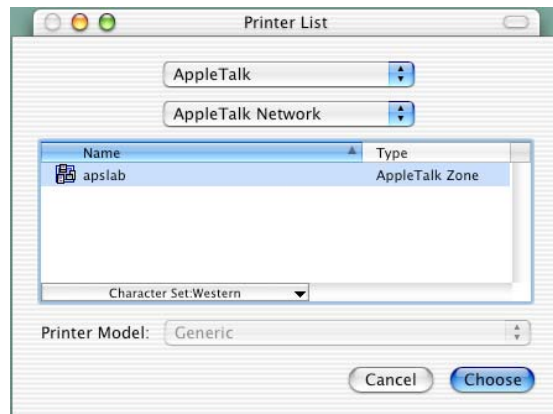 Printer List
AppleTalk
AppleTalk Network
Name Type
apslab AppleTalk Zone
Character Set:Western
Printer Model: Generic
Cancel Choose